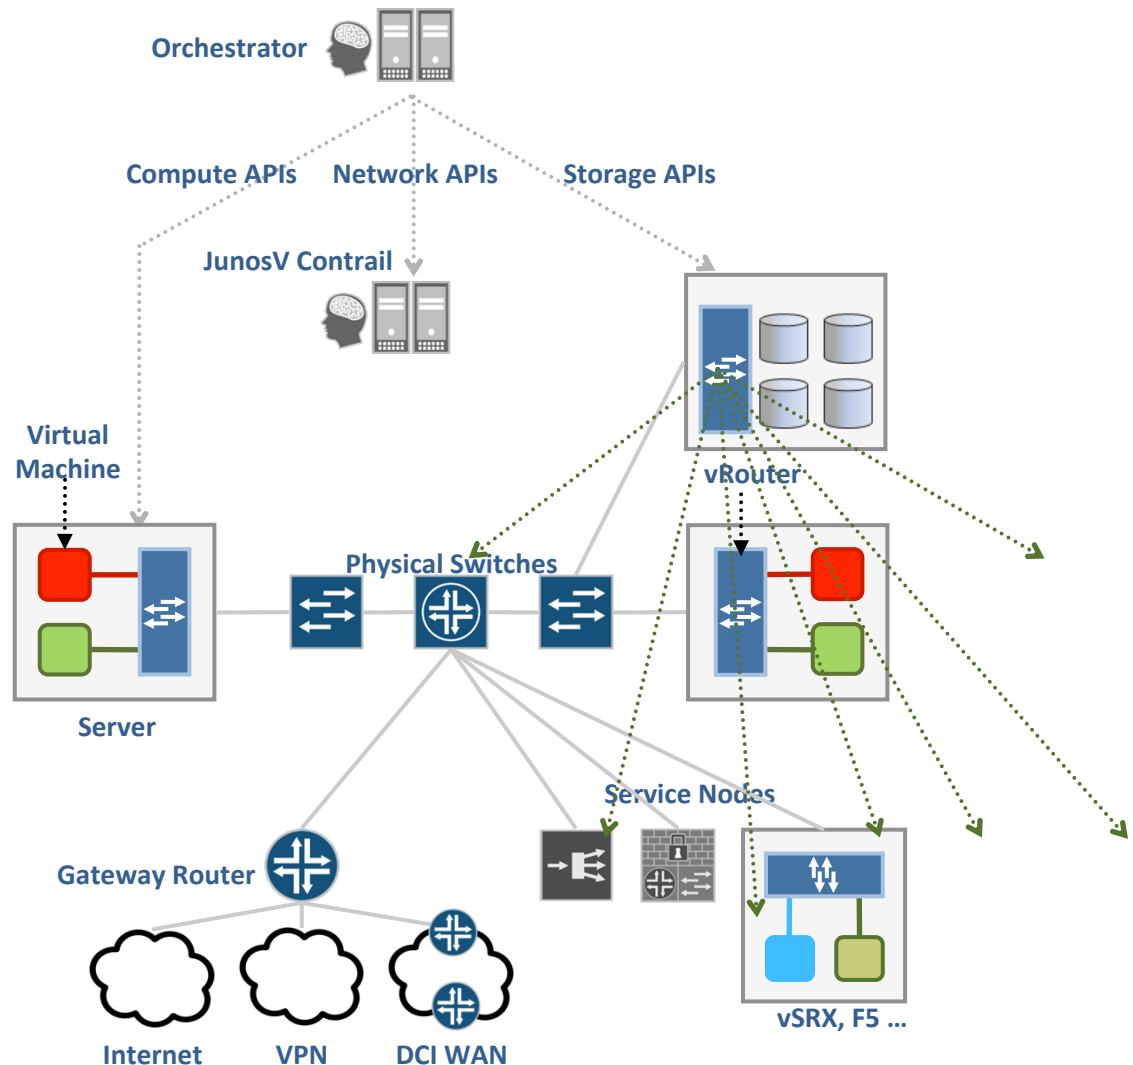 Orchestrator
Compute APIs
Network APIs
Storage APIs
JunosV Contrail
Virtual
Machine
vRouter
Physical Switches
Server
Service Nodes
Gateway Router
vSRX, F5 ...
Internet
VPN
DCI WAN